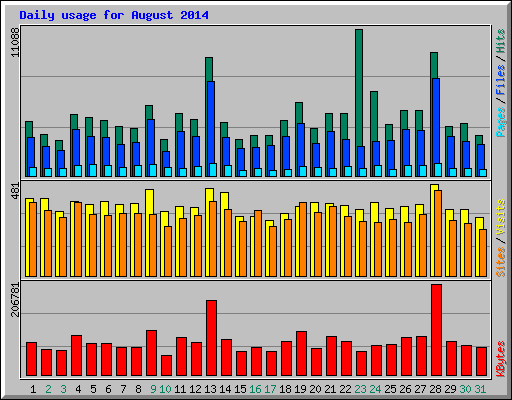 Daily usage for August 2014
11088
Pages / Files / Hits
481
Sites / Visits
206781
KBytes
1 2 3 4 5 6 7 8 9 10 11 12 13 14 15 16 17 18 19 20 21 22 23 24 25 26 27 28 29 30 31